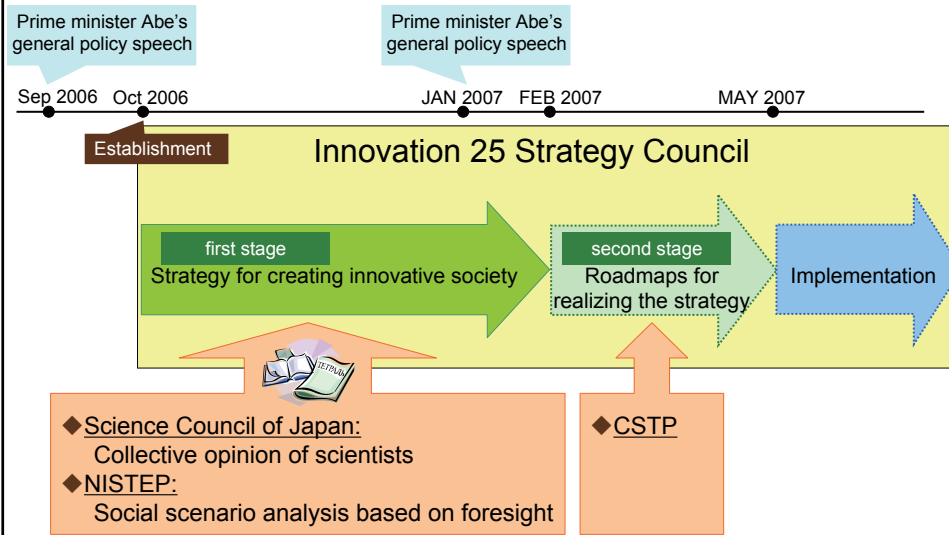 Prime minister Abe's
general policy speech
Prime minister Abe's
general policy speech
Sep 2006
Oct 2006
JAN 2007
FEB 2007
MAY 2007
Establishment
Innovation 25 Strategy Council
first stage
Strategy for creating innovative society
second stage
Roadmaps for
realizing the strategy
Implementation
ТЕТРАДЬ
◆Science Council of Japan:
Collective opinion of scientists
◆NISTEP:
Social scenario analysis based on foresight
◆CSTP